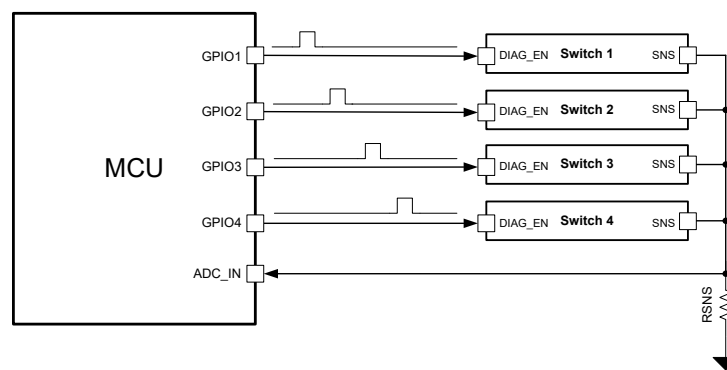 GPIO1
DIAG_EN Switch 1 SNS
GPIO2
DIAG_EN Switch 2 SNS
MCU
GPIO3
DIAG_EN Switch 3 SNS
GPIO4
DIAG_EN Switch 4 SNS
ADC_IN
RSNS